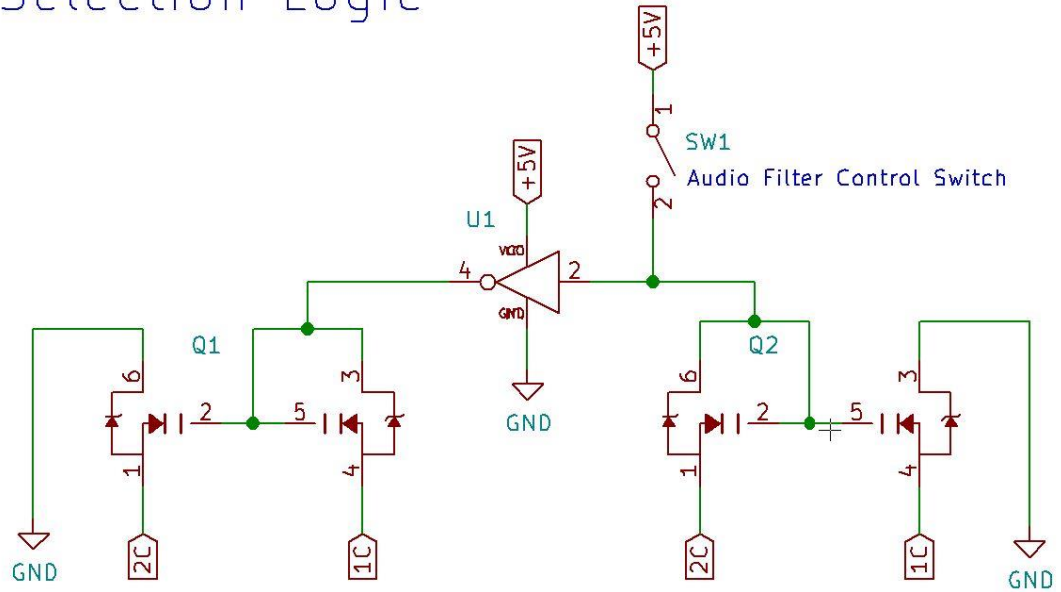 Selection Logic
+5V
1
SW1
Audio Filter Control Switch
2
+5V
U1
VCC
4
2
GND
GND
Q1
6
3
2
5
1
4
GND
2C
1C
Q2
6
3
2
5
1
4
2C
1C
GND